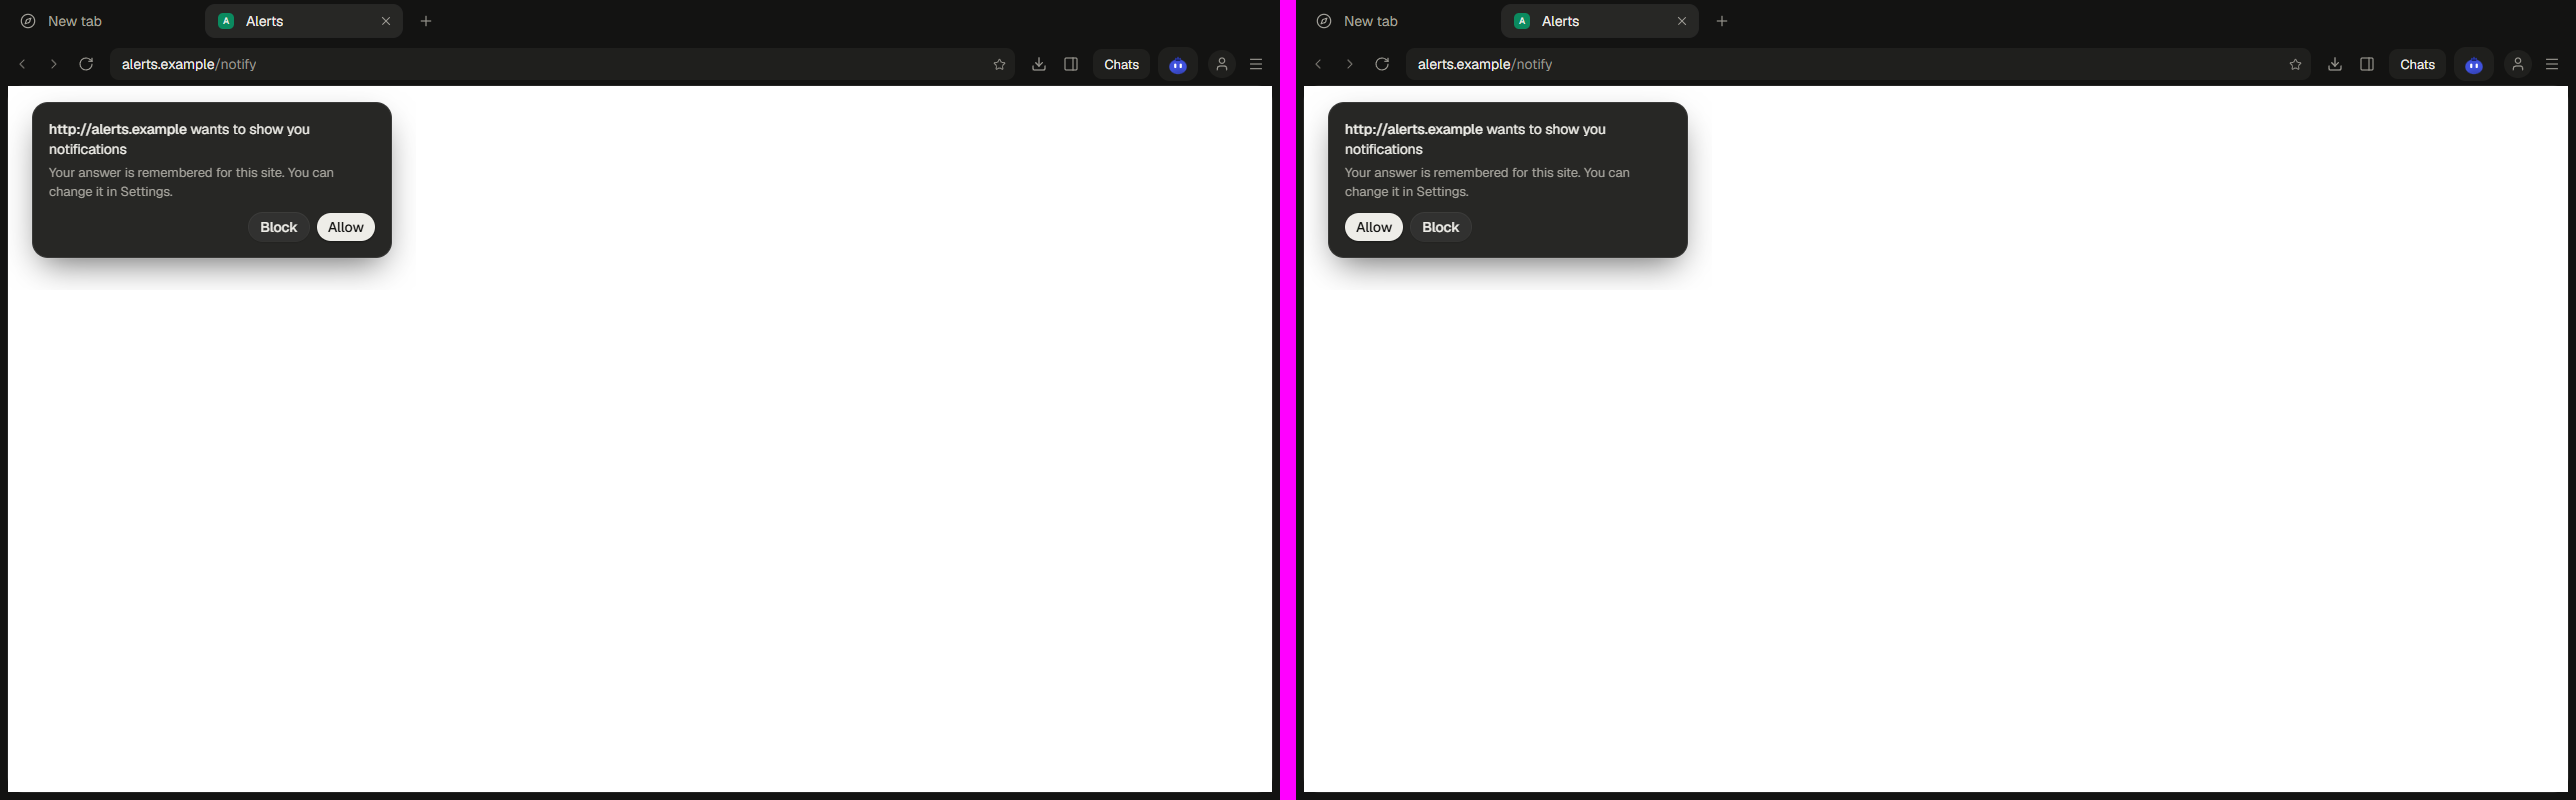 New tab
A Alerts
alerts.example/notify
Chats
http://alerts.example wants to show you
notifications
Your answer is remembered for this site. You can
change it in Settings.
Block Allow
New tab
A Alerts
alerts.example/notify
Chats
http://alerts.example wants to show you
notifications
Your answer is remembered for this site. You can
change it in Settings.
Allow Block